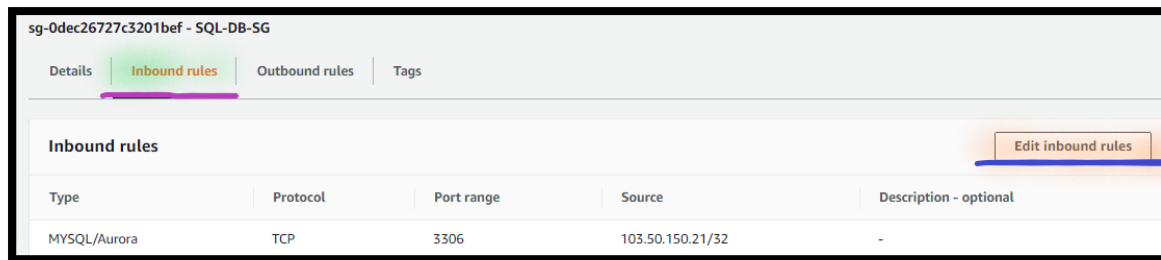 sg-0dec26727c3201bef - SQL-DB-SG
Details Inbound rules Outbound rules Tags
Inbound rules Edit inbound rules
Type Protocol Port range Source Description - optional
MYSQL/Aurora TCP 3306 103.50.150.21/32 -